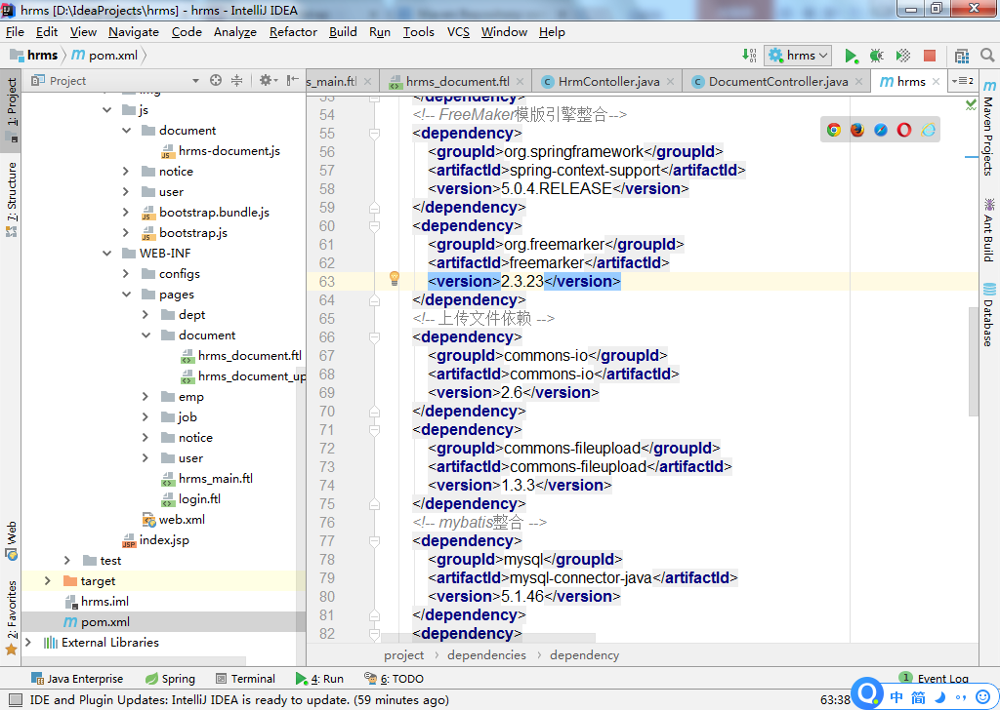 hrms [D:\IdeaProjects\hrms] - hrms - IntelliJ IDEA
File Edit View Navigate Code Analyze Refactor Build Run Tools VCS Window Help
hrms pom.xml hrms
Project s_main.ftl hrms_document.ftl HrmContoller.java DocumentController.java hrms 2
js
document
hrms-document.js
notice
user
bootstrap.bundle.js
bootstrap.js
WEB-INF
configs
pages
dept
document
hrms_document.ftl
hrms_document_up
emp
job
notice
user
hrms_main.ftl
login.ftl
web.xml
index.jsp
test
target
hrms.iml
pom.xml
External Libraries
1: Project
7: Structure
Web
2: Favorites
53 </dependency>
54 <!-- FreeMaker模版引擎整合-->
55 <dependency>
56 <groupId>org.springframework</groupId>
57 <artifactId>spring-context-support</artifactId>
58 <version>5.0.4.RELEASE</version>
59 </dependency>
60 <dependency>
61 <groupId>org.freemarker</groupId>
62 <artifactId>freemarker</artifactId>
63 <version>2.3.23</version>
64 </dependency>
65 <!-- 上传文件依赖 -->
66 <dependency>
67 <groupId>commons-io</groupId>
68 <artifactId>commons-io</artifactId>
69 <version>2.6</version>
70 </dependency>
71 <dependency>
72 <groupId>commons-fileupload</groupId>
73 <artifactId>commons-fileupload</artifactId>
74 <version>1.3.3</version>
75 </dependency>
76 <!-- mybatis整合 -->
77 <dependency>
78 <groupId>mysql</groupId>
79 <artifactId>mysql-connector-java</artifactId>
80 <version>5.1.46</version>
81 </dependency>
82 <dependency>
project › dependencies › dependency
Maven Projects
Ant Build
Database
Java Enterprise Spring Terminal 4: Run 6: TODO 1 Event Log
IDE and Plugin Updates: IntelliJ IDEA is ready to update. (59 minutes ago) 63:38 中 简